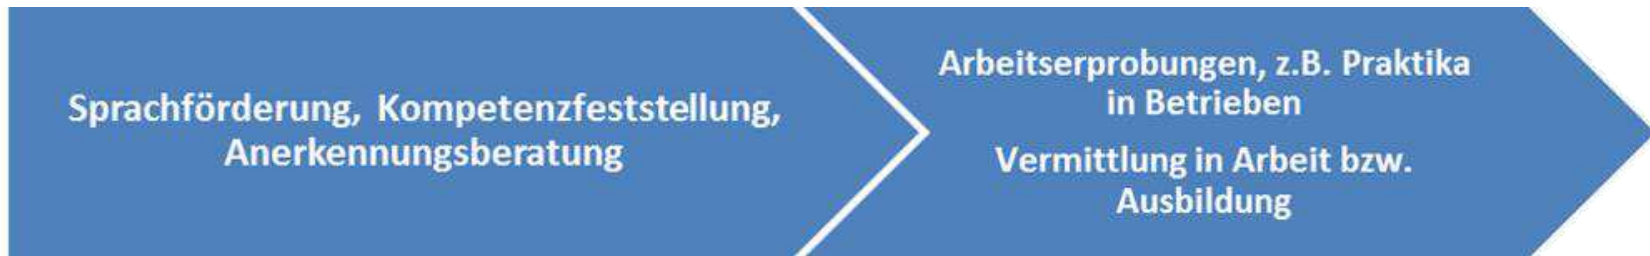 Sprachförderung, Kompetenzfeststellung,
Anerkennungsberatung
Arbeitserprobungen, z.B. Praktika
in Betrieben
Vermittlung in Arbeit bzw.
Ausbildung